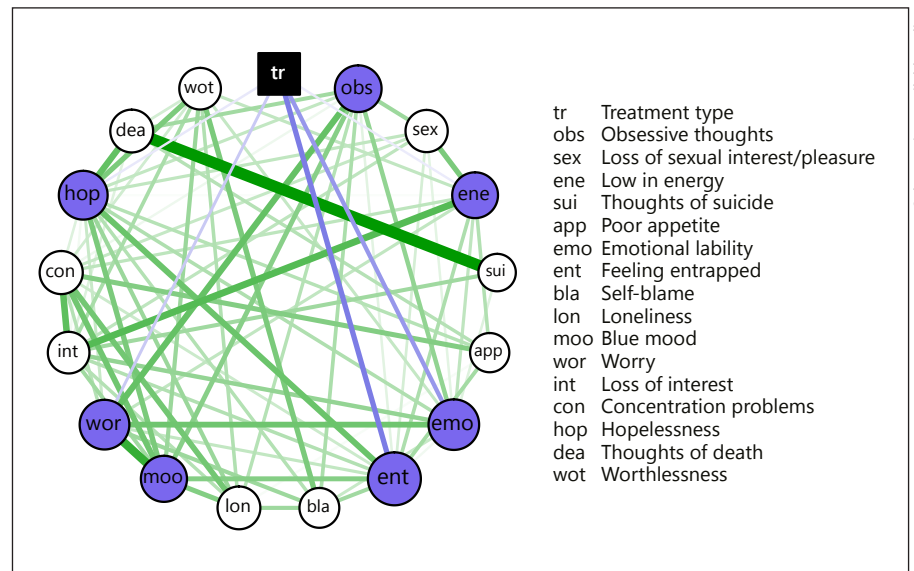 tr
wot
obs
dea
sex
hop
ene
con
sui
int
app
wor
emo
moo
ent
lon
bla
tr Treatment type
obs Obsessive thoughts
sex Loss of sexual interest/pleasure
ene Low in energy
sui Thoughts of suicide
app Poor appetite
emo Emotional lability
ent Feeling entrapped
bla Self-blame
lon Loneliness
moo Blue mood
wor Worry
int Loss of interest
con Concentration problems
hop Hopelessness
dea Thoughts of death
wot Worthlessness